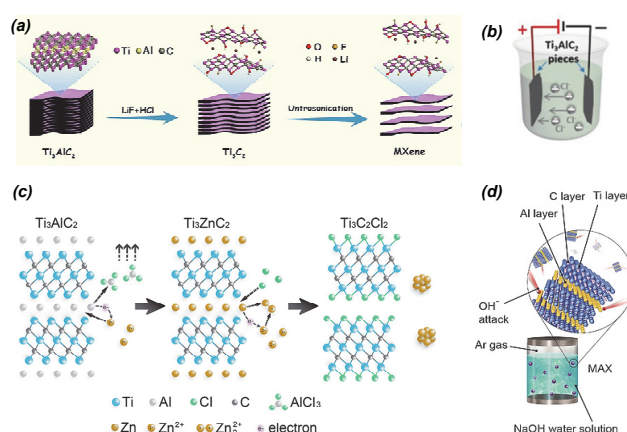 (a)
Ti Al C
O F
H Li
LiF+HCl
Untrasonication
Ti₃AlC₂
Ti₃C₂
MXene
(b)
+
−
Ti₃AlC₂
pieces
Cl⁻
Cl⁻
Cl⁻
(c)
Ti₃AlC₂
Ti₃ZnC₂
Ti₃C₂Cl₂
Ti Al Cl C AlCl₃
Zn Zn²⁺ Zn₂²⁺ electron
(d)
C layer
Ti layer
Al layer
OH⁻
attack
Ar gas
MAX
NaOH water solution